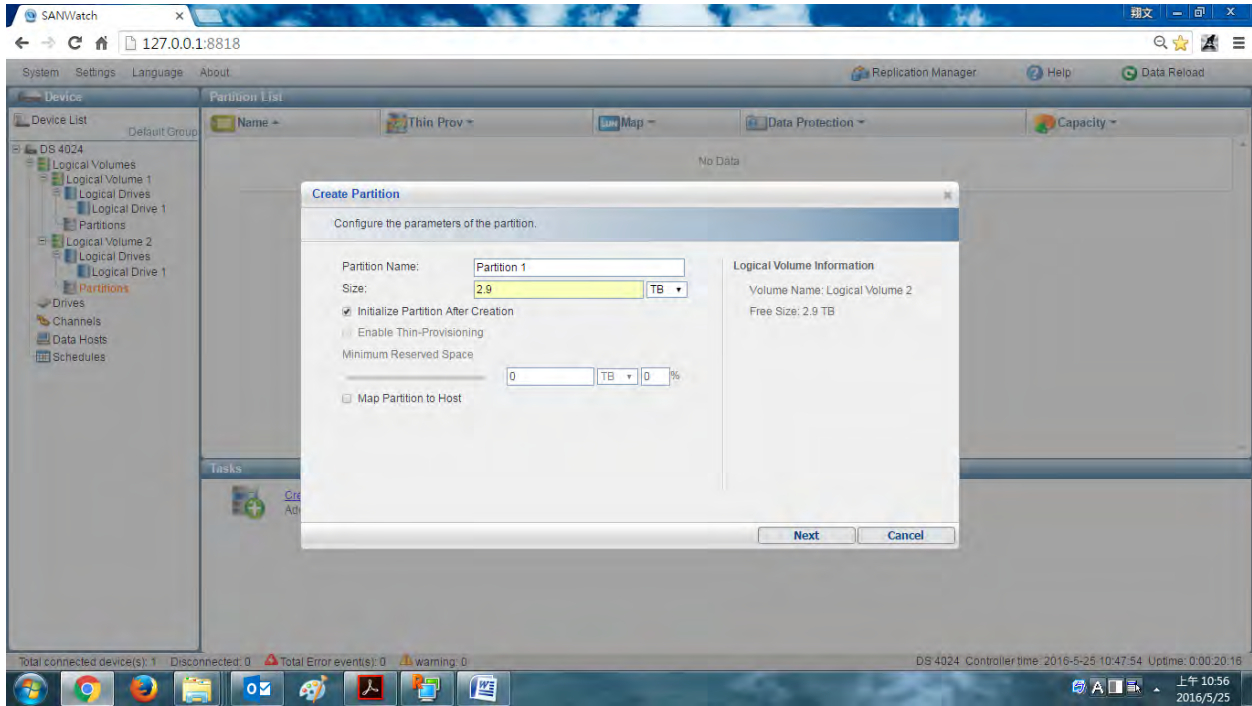 SANWatch
翔文
127.0.0.1:8818
System Settings Language About
Replication Manager Help Data Reload
Device
Partition List
Device List
Default Group
Name Thin Prov Map Data Protection Capacity
No Data
DS 4024
Logical Volumes
Logical Volume 1
Logical Drives
Logical Drive 1
Partitions
Logical Volume 2
Logical Drives
Logical Drive 1
Partitions
Drives
Channels
Data Hosts
Schedules
Create Partition
Configure the parameters of the partition.
Partition Name: Partition 1
Size: 2.9 TB
Initialize Partition After Creation
Enable Thin-Provisioning
Minimum Reserved Space
0 TB 0 %
Map Partition to Host
Logical Volume Information
Volume Name: Logical Volume 2
Free Size: 2.9 TB
Next Cancel
Tasks
Total connected device(s): 1 Disconnected: 0 Total Error event(s): 0 warning: 0
DS 4024 Controller time: 2016-5-25 10:47:54 Uptime: 0:00:20:16
A
上午 10:56
2016/5/25